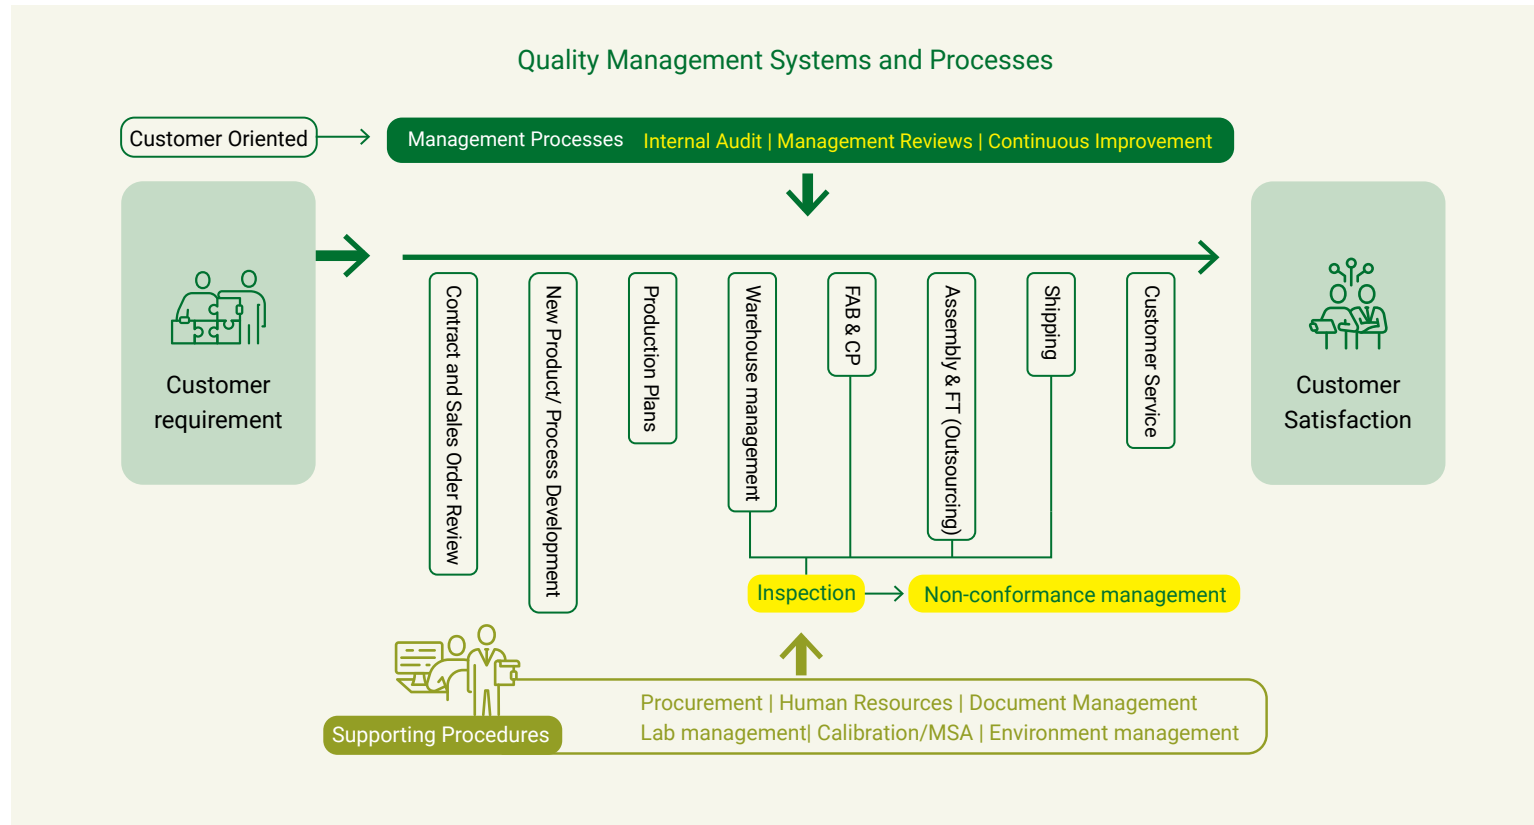 Quality Management Systems and Processes
Customer Oriented
Management Processes Internal Audit | Management Reviews | Continuous Improvement
Customer
requirement
Contract and Sales Order Review
New Product/ Process Development
Production Plans
Warehouse management
FAB & CP
Assembly & FT (Outsourcing)
Shipping
Customer Service
Customer
Satisfaction
Inspection
Non-conformance management
Supporting Procedures
Procurement | Human Resources | Document Management
Lab management| Calibration/MSA | Environment management